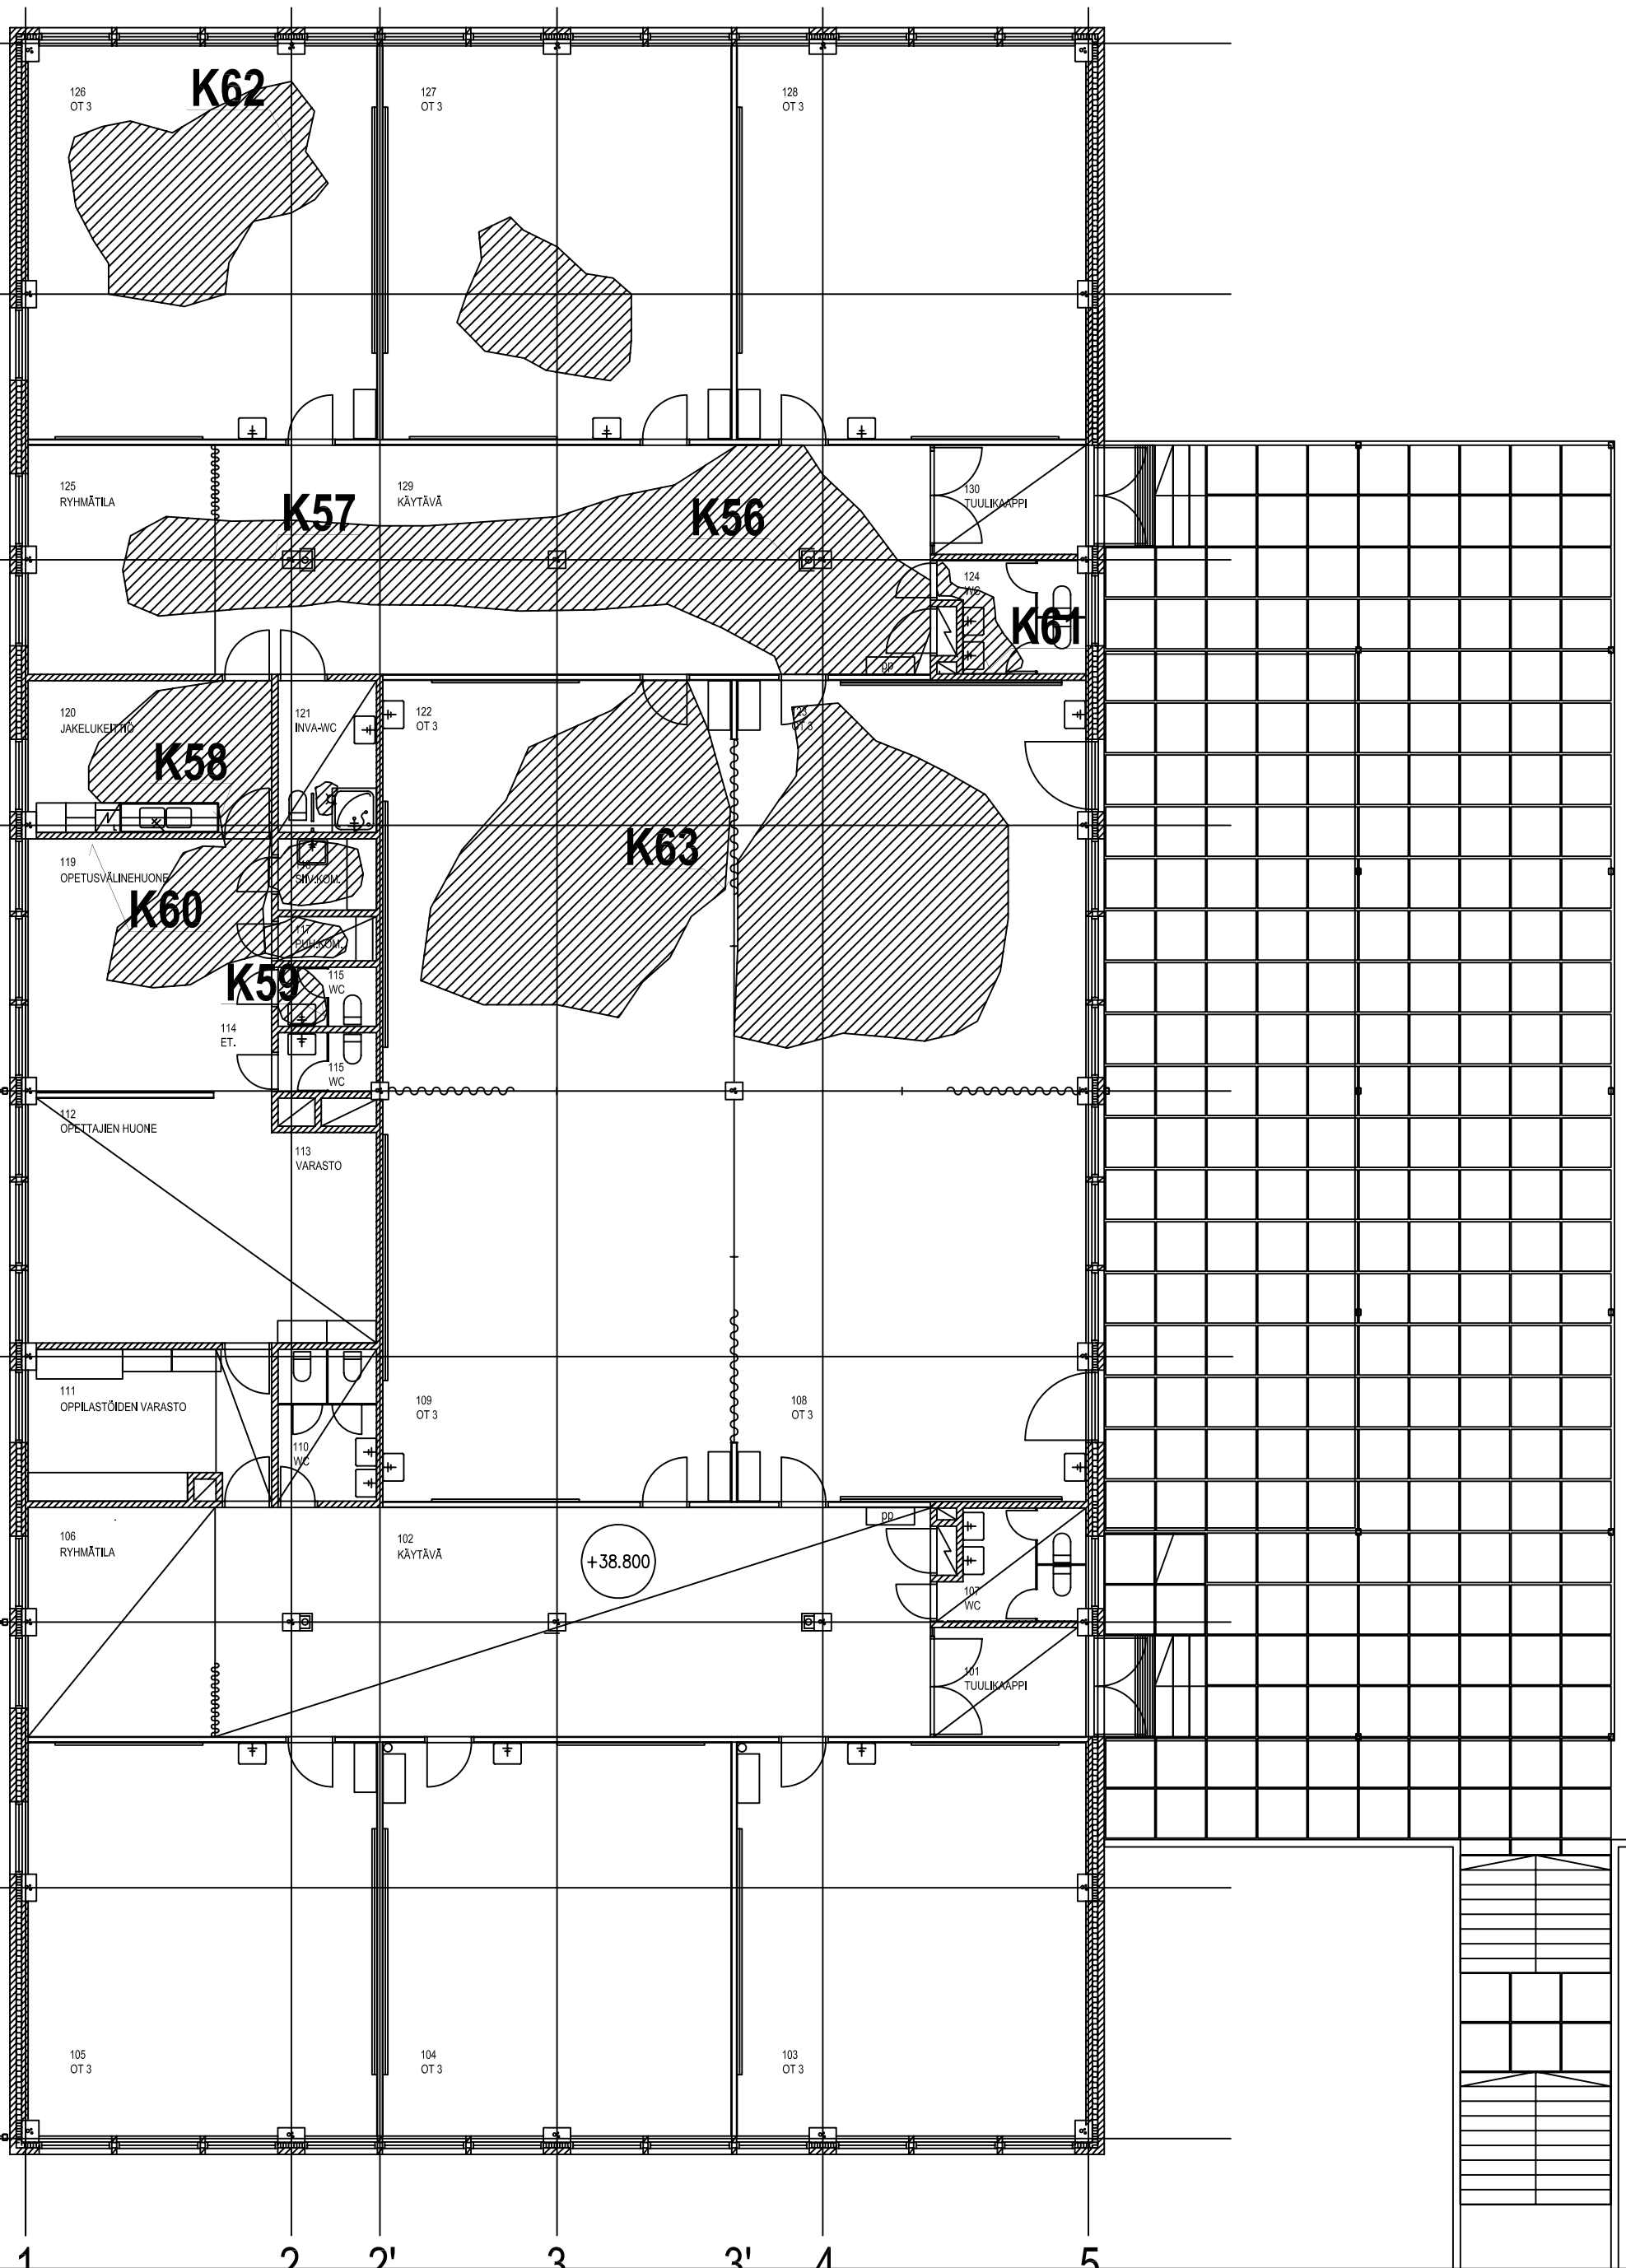 K62
126
OT 3
127
OT 3
128
OT 3
125
RYHMÄTILA
K57
129
KÄYTÄVÄ
K56
130
TUULIKAAPPI
124
WC
K61
pp
120
JAKELUKEITTIÖ
K58
121
INVA-WC
122
OT 3
123
OT 3
K63
119
OPETUSVÄLINEHUONE
K60
SIIV.KOM.
117
PUH.KOM.
K59
115
WC
114
ET.
115
WC
112
OPETTAJIEN HUONE
113
VARASTO
111
OPPILASTÖIDEN VARASTO
110
WC
109
OT 3
108
OT 3
106
RYHMÄTILA
102
KÄYTÄVÄ
+38.800
pp
107
WC
101
TUULIKAAPPI
105
OT 3
104
OT 3
103
OT 3
1 2 2' 3 3' 4 5